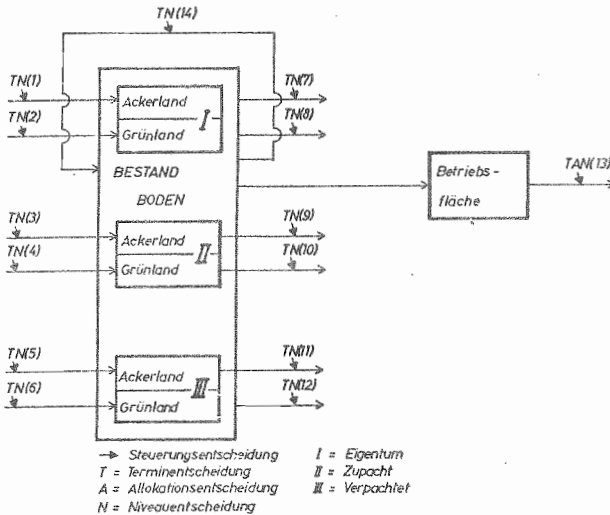 TN(14)
TN(1)
TN(7)
Ackerland
I
TN(2)
TN(8)
Grünland
BESTAND
BODEN
Betriebs-
fläche
TAN(13)
TN(3)
TN(9)
Ackerland
II
TN(4)
TN(10)
Grünland
TN(5)
TN(11)
Ackerland
III
TN(6)
TN(12)
Grünland
→ Steuerungsentscheidung I = Eigentum
T = Terminentscheidung II = Zupacht
A = Allokationsentscheidung III = Verpachtet
N = Niveauentscheidung